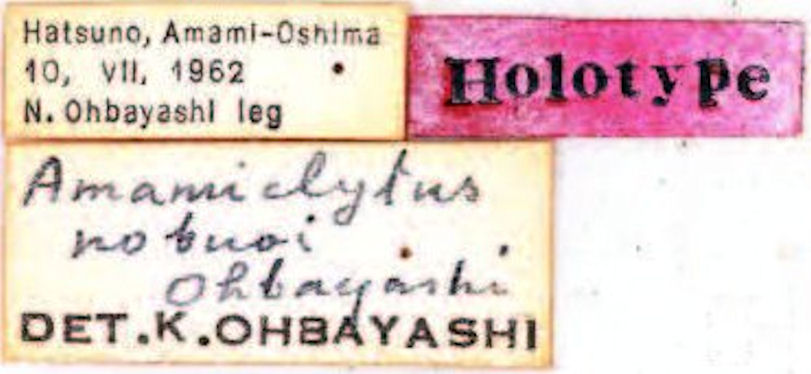 Hatsuno, Amami-Oshima
10, VII, 1962
N. Ohbayashi leg
Holotype
Amamiclytus
nobuoi
Ohbayashi
DET.K.OHBAYASHI